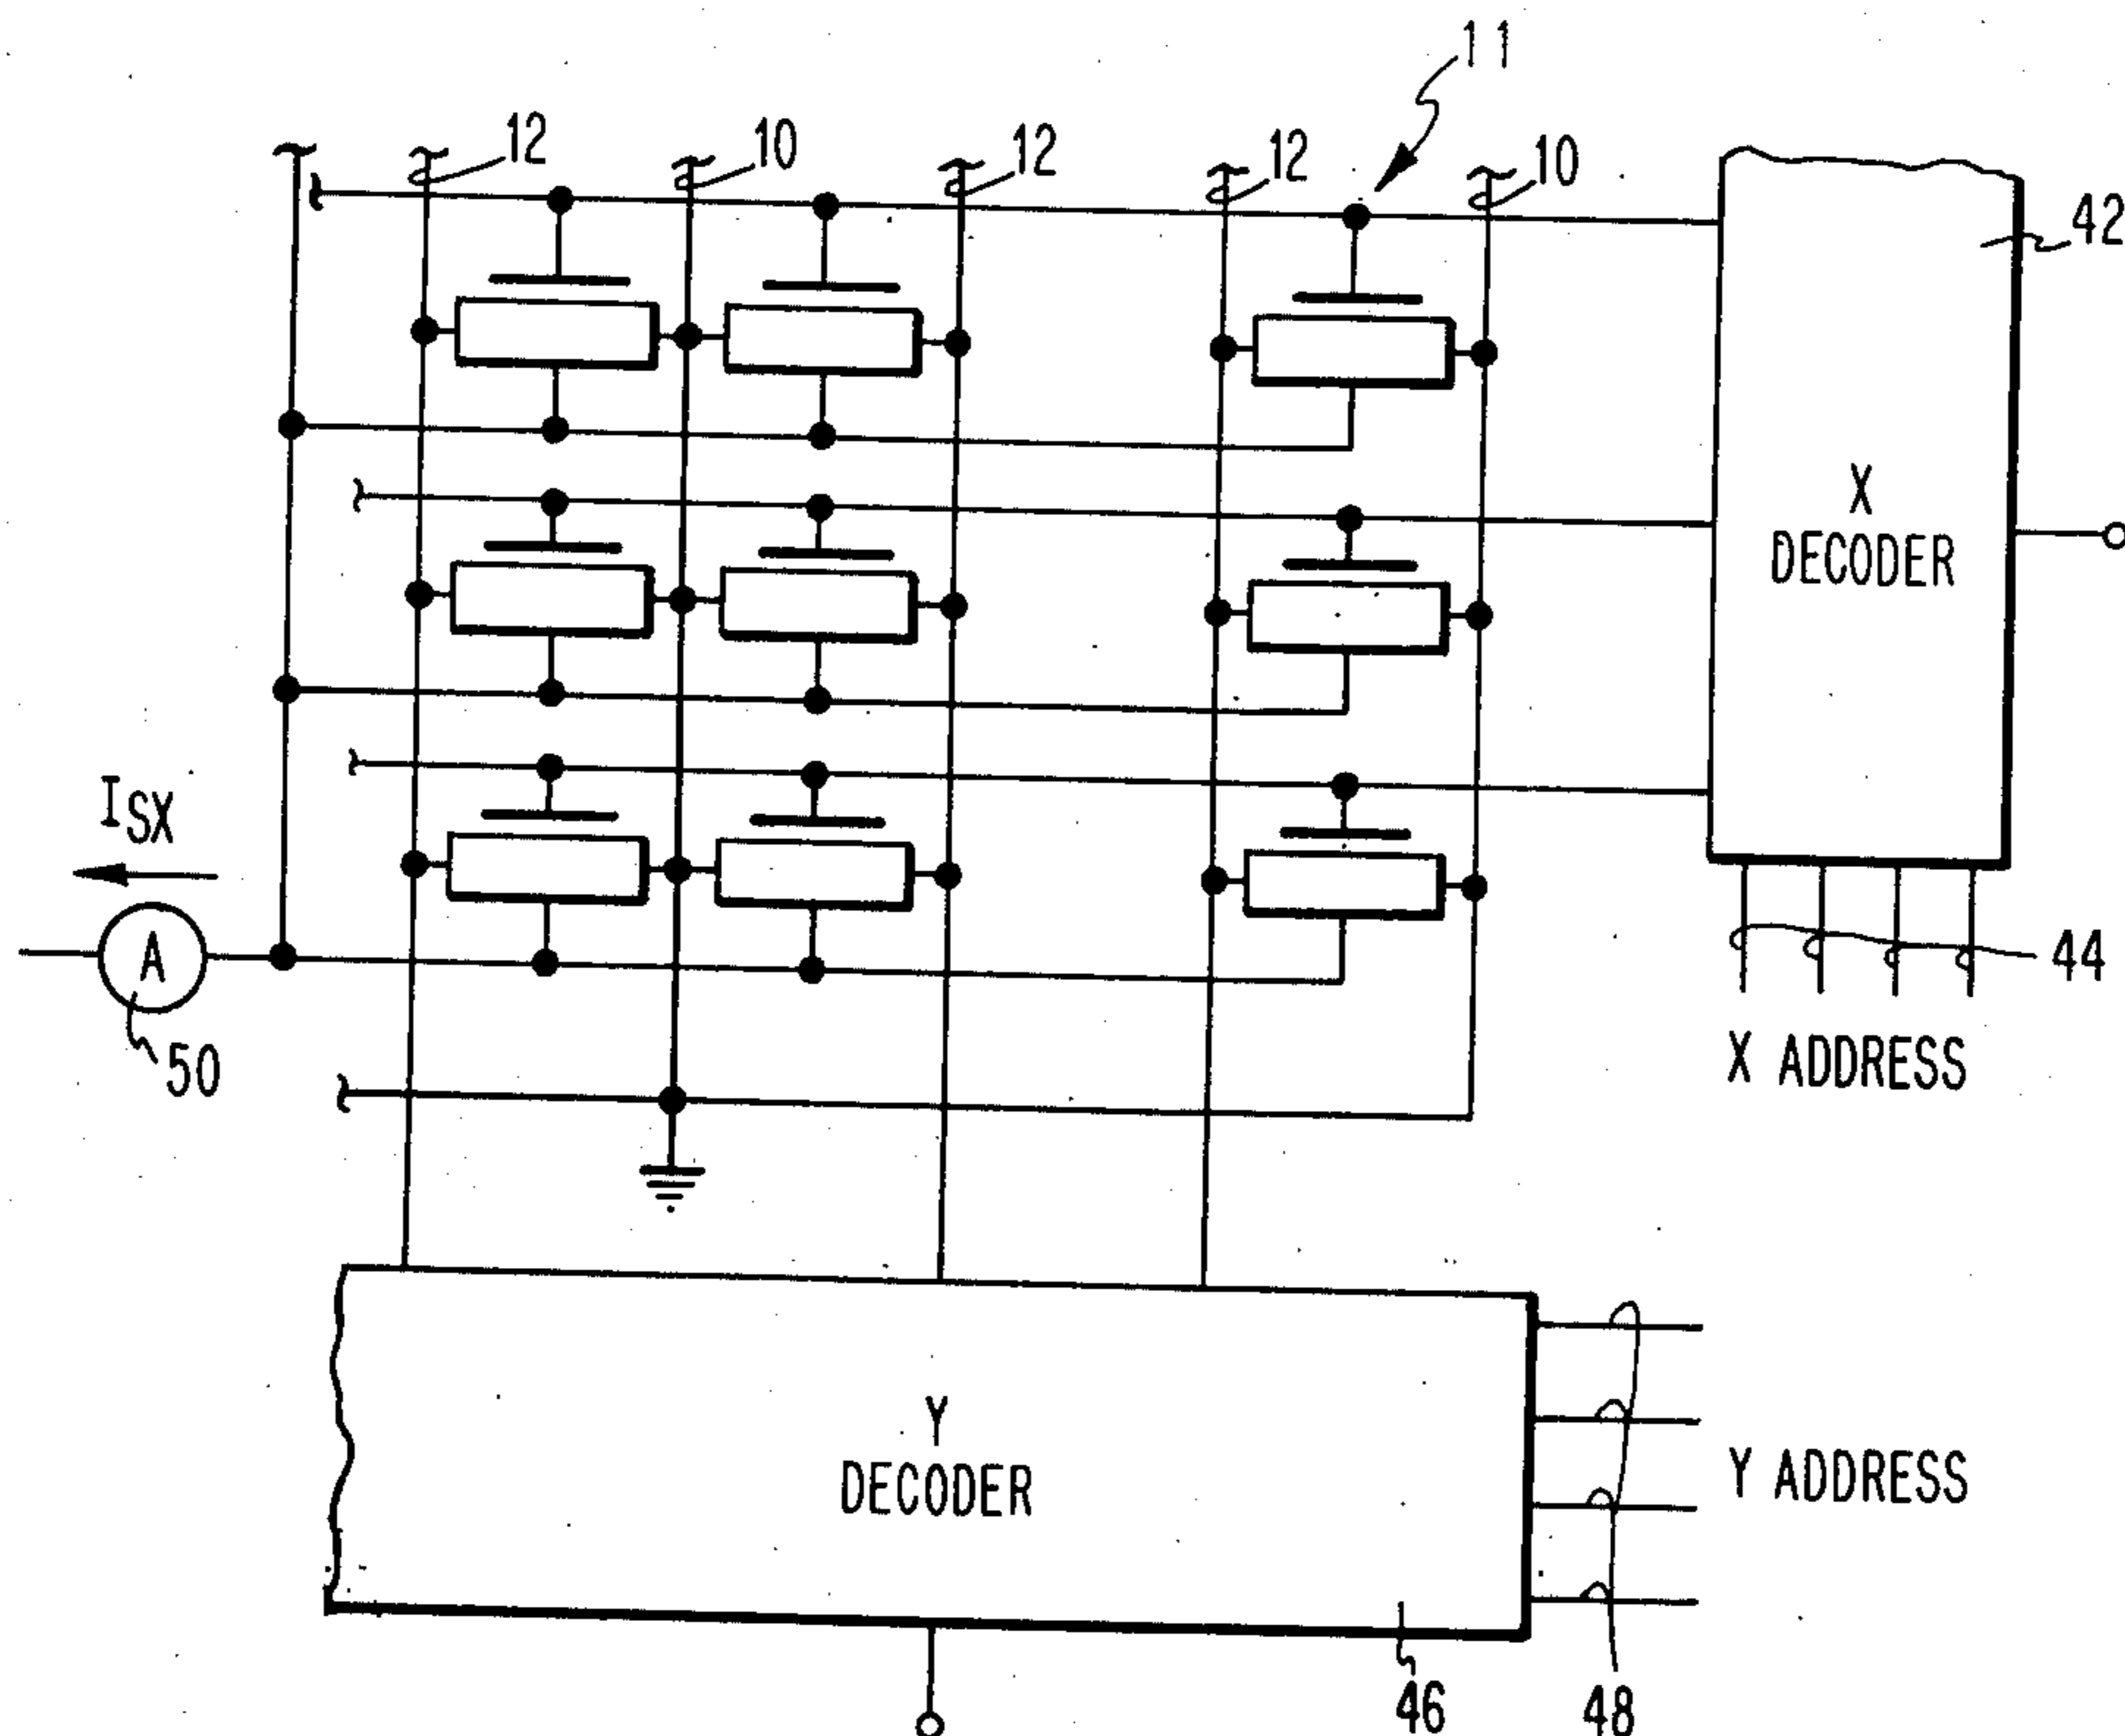 11
12
10
12
12
10
42
X
DECODER
ISX
A
44
50
X ADDRESS
Y
DECODER
Y ADDRESS
46
48